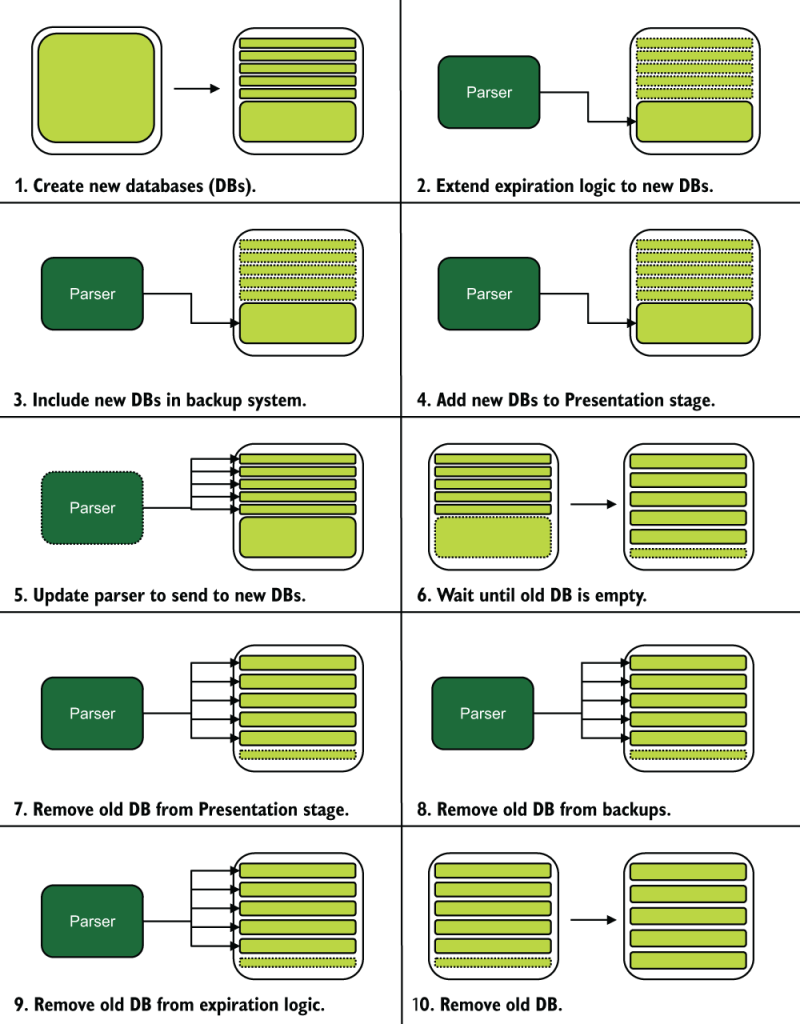 1. Create new databases (DBs).
Parser
2. Extend expiration logic to new DBs.
Parser
3. Include new DBs in backup system.
Parser
4. Add new DBs to Presentation stage.
Parser
5. Update parser to send to new DBs.
6. Wait until old DB is empty.
Parser
7. Remove old DB from Presentation stage.
Parser
8. Remove old DB from backups.
Parser
9. Remove old DB from expiration logic.
10. Remove old DB.